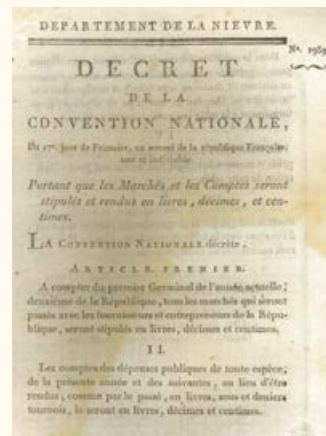 DEPARTEMENT DE LA NIEVRE.
Nº. 1989
DECRET
DE LA
CONVENTION NATIONALE,
Du 17e. jour de Frimaire, an second de la république Française,
une et indivisible.
Portant que les Marchés et les Comptes seront
stipulés et rendus en livres, décimes, et cen-
times.
LA CONVENTION NATIONALE décrète,
ARTICLE PREMIER.
A compter du premier Germinal de l'année actuelle,
deuxième de la République, tous les marchés qui seront
passés avec les fournisseurs et entrepreneurs de la Répu-
blique, seront stipulés en livres, décimes et centimes.
II.
Les comptes des dépenses publiques de toute espèce,
de la présente année et des suivantes, au lieu d'être
rendus, comme par le passé, en livres, sous et deniers
tournois, le seront en livres, décimes et centimes.